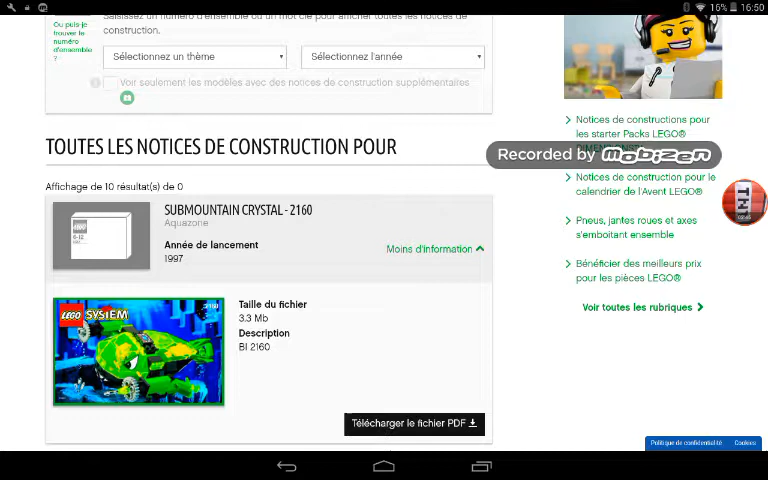 16% 16:50
Saisissez un numéro d'ensemble ou un mot clé pour afficher toutes les notices de
construction.
Ou puis-je
trouver le
numéro
d'ensemble
?
Sélectionnez un thème
Sélectionnez l'année
Voir seulement les modèles avec des notices de construction supplémentaires
TOUTES LES NOTICES DE CONSTRUCTION POUR
Affichage de 10 résultat(s) de 0
SUBMOUNTAIN CRYSTAL - 2160
Aquazone
Année de lancement
1997
Moins d'information
LEGO SYSTEM
Taille du fichier
3.3 Mb
Description
BI 2160
Télécharger le fichier PDF
Notices de constructions pour
les starter Packs LEGO®
DIMENSIONS™
Recorded by mobizen
Notices de construction pour le
calendrier de l'Avent LEGO®
Pneus, jantes roues et axes
s'emboitant ensemble
Bénéficier des meilleurs prix
pour les pièces LEGO®
Voir toutes les rubriques
Politique de confidentialité
Cookies